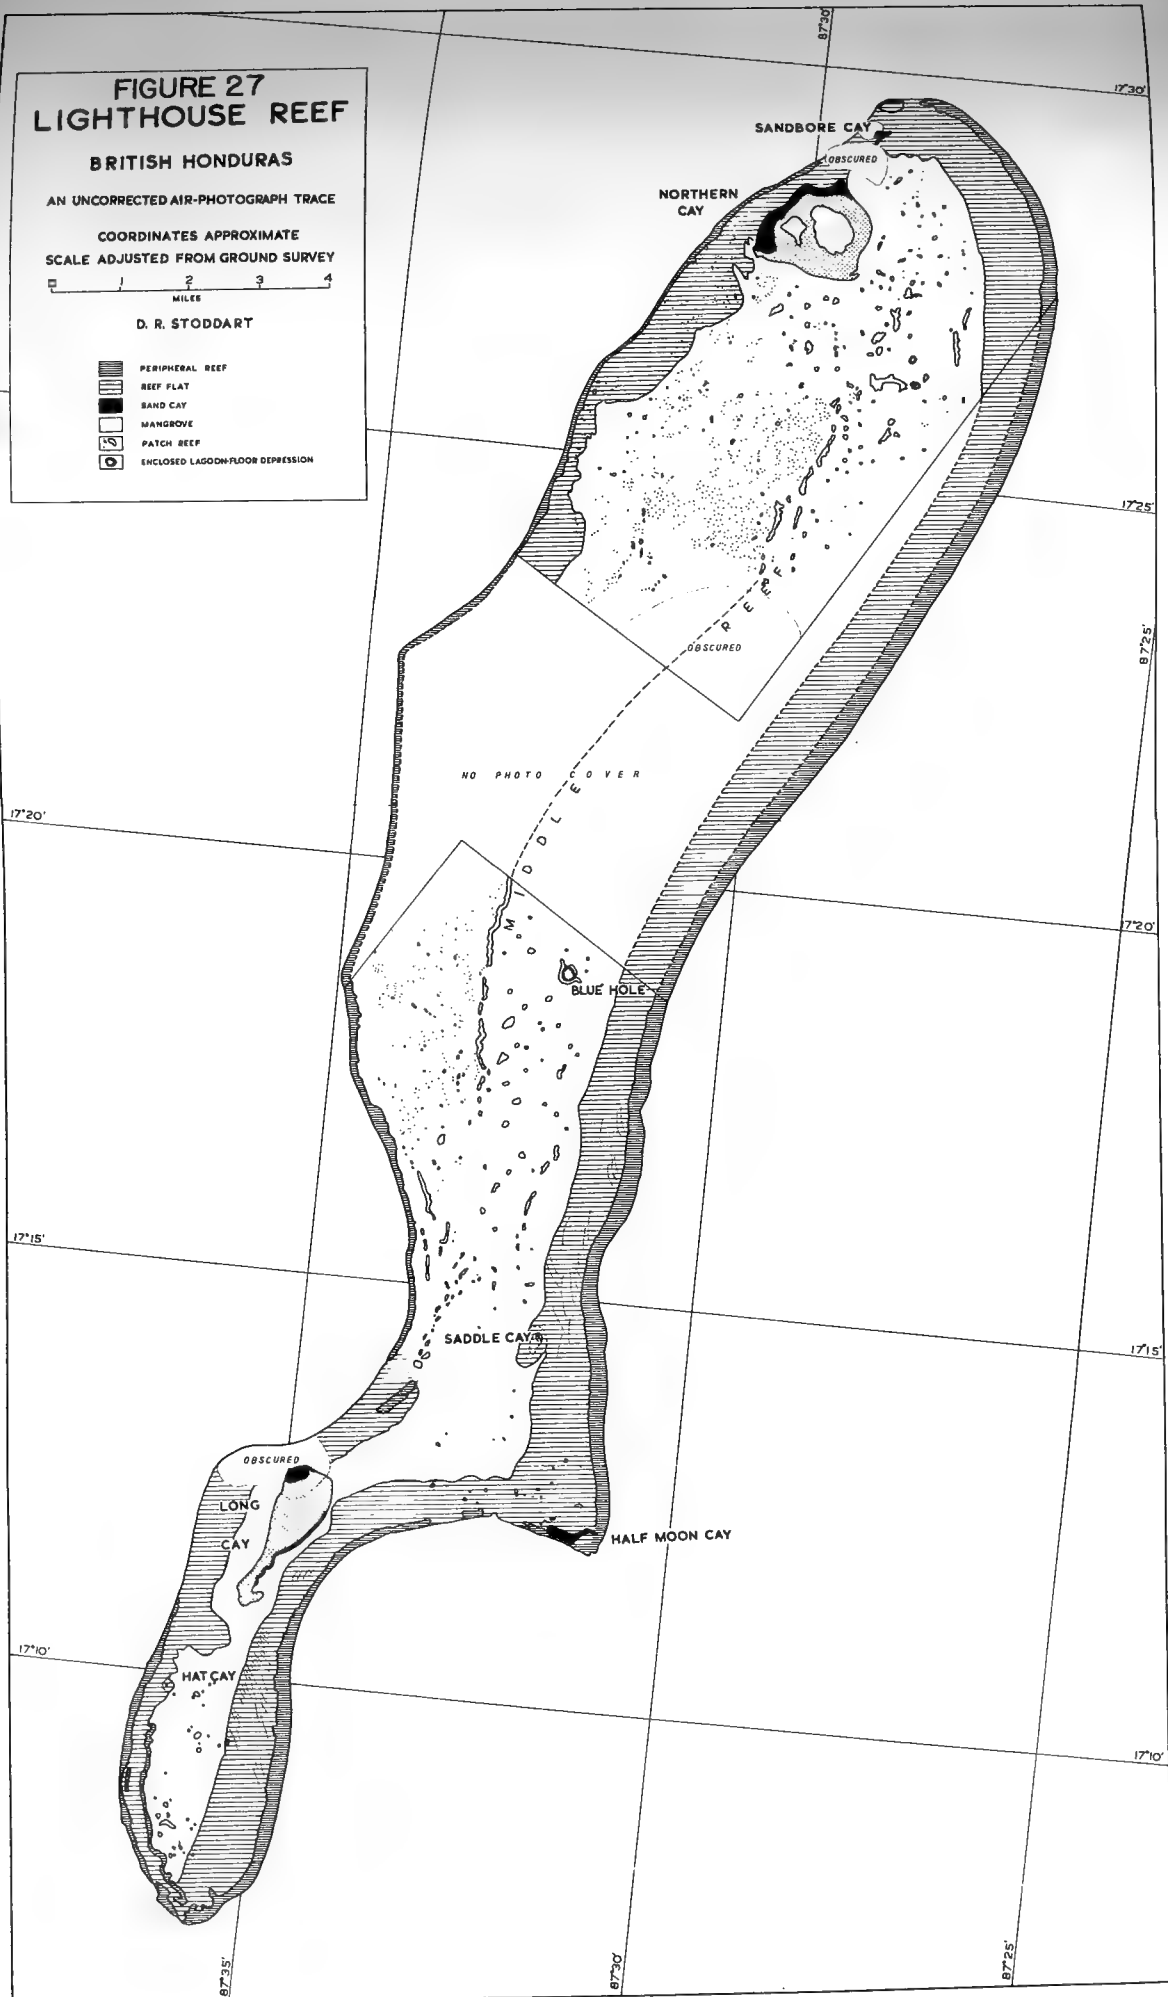 FIGURE 27
LIGHTHOUSE REEF
BRITISH HONDURAS
AN UNCORRECTED AIR-PHOTOGRAPH TRACE
COORDINATES APPROXIMATE
SCALE ADJUSTED FROM GROUND SURVEY
0 1 2 3 4
MILES
D. R. STODDART
PERIPHERAL REEF
REEF FLAT
SAND CAY
MANGROVE
PATCH REEF
ENCLOSED LAGOON-FLOOR DEPRESSION
87°30'
17°30'
SANDBORE CAY
OBSCURED
NORTHERN
CAY
17°25'
87°25'
OBSCURED
NO PHOTO COVER
MIDDLE REEF
17°20'
17°20'
BLUE HOLE
17°15'
SADDLE CAY
17°15'
OBSCURED
LONG
CAY
HALF MOON CAY
17°10'
HAT CAY
17°10'
87°35'
87°30'
87°25'